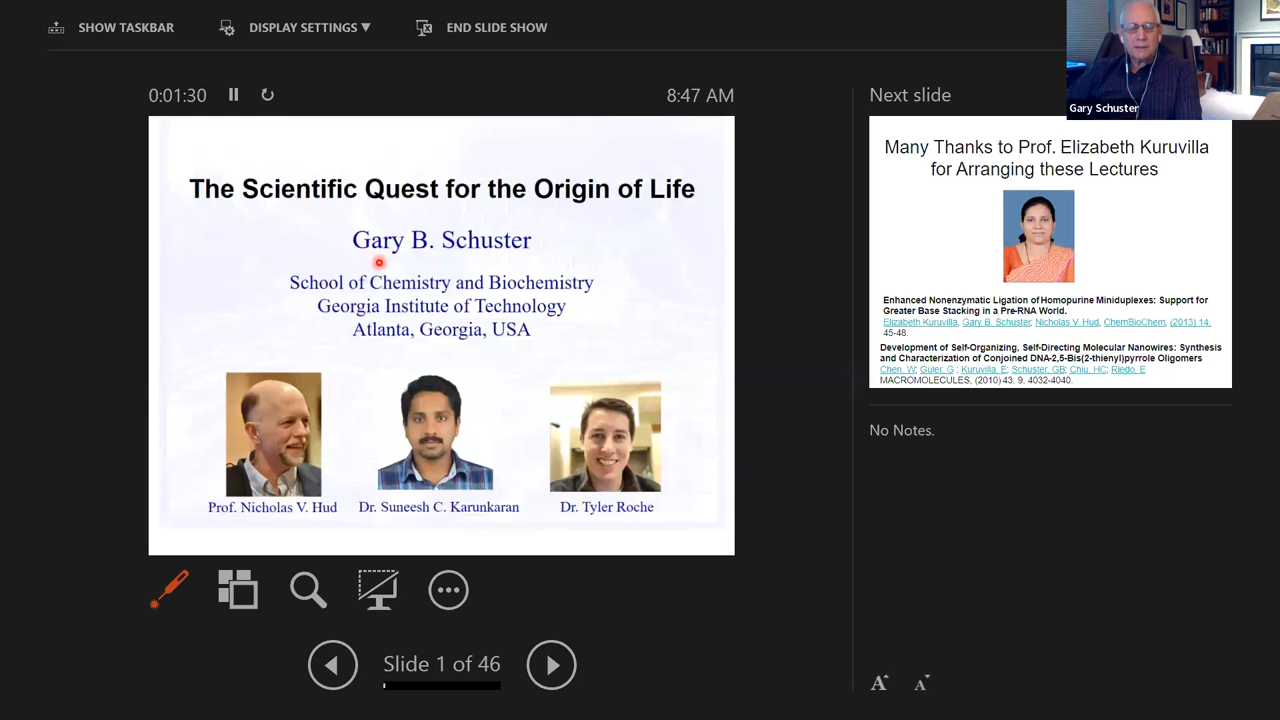 SHOW TASKBAR
DISPLAY SETTINGS ▼
END SLIDE SHOW
0:01:30
8:47 AM
The Scientific Quest for the Origin of Life
Gary B. Schuster
School of Chemistry and Biochemistry
Georgia Institute of Technology
Atlanta, Georgia, USA
Prof. Nicholas V. Hud
Dr. Suneesh C. Karunkaran
Dr. Tyler Roche
Slide 1 of 46
Next slide
Gary Schuster
Many Thanks to Prof. Elizabeth Kuruvilla
for Arranging these Lectures
Enhanced Nonenzymatic Ligation of Homopurine Miniduplexes: Support for
Greater Base Stacking in a Pre-RNA World.
Elizabeth Kuruvilla, Gary B. Schuster, Nicholas V. Hud, ChemBioChem, (2013) 14,
45-48.
Development of Self-Organizing, Self-Directing Molecular Nanowires: Synthesis
and Characterization of Conjoined DNA-2,5-Bis(2-thienyl)pyrrole Oligomers
Chen, W; Guler, G ; Kuruvilla, E; Schuster, GB; Chiu, HC; Riedo, E
MACROMOLECULES, (2010) 43, 9, 4032-4040.
No Notes.
A A